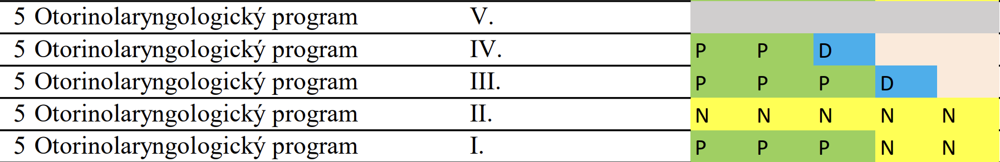 5 Otorinolaryngologický program V.
5 Otorinolaryngologický program IV. P P D
5 Otorinolaryngologický program III. P P P D
5 Otorinolaryngologický program II. N N N N N
5 Otorinolaryngologický program I. P P P N N